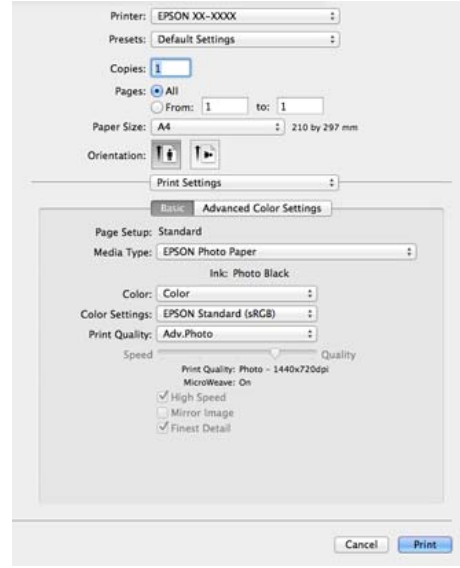 Printer: EPSON XX-XXXX
Presets: Default Settings
Copies: 1
Pages: All
From: 1 to: 1
Paper Size: A4 210 by 297 mm
Orientation:
Print Settings
Basic Advanced Color Settings
Page Setup: Standard
Media Type: EPSON Photo Paper
Ink: Photo Black
Color: Color
Color Settings: EPSON Standard (sRGB)
Print Quality: Adv.Photo
Speed Quality
Print Quality: Photo - 1440x720dpi
MicroWeave: On
High Speed
Mirror Image
Finest Detail
Cancel Print